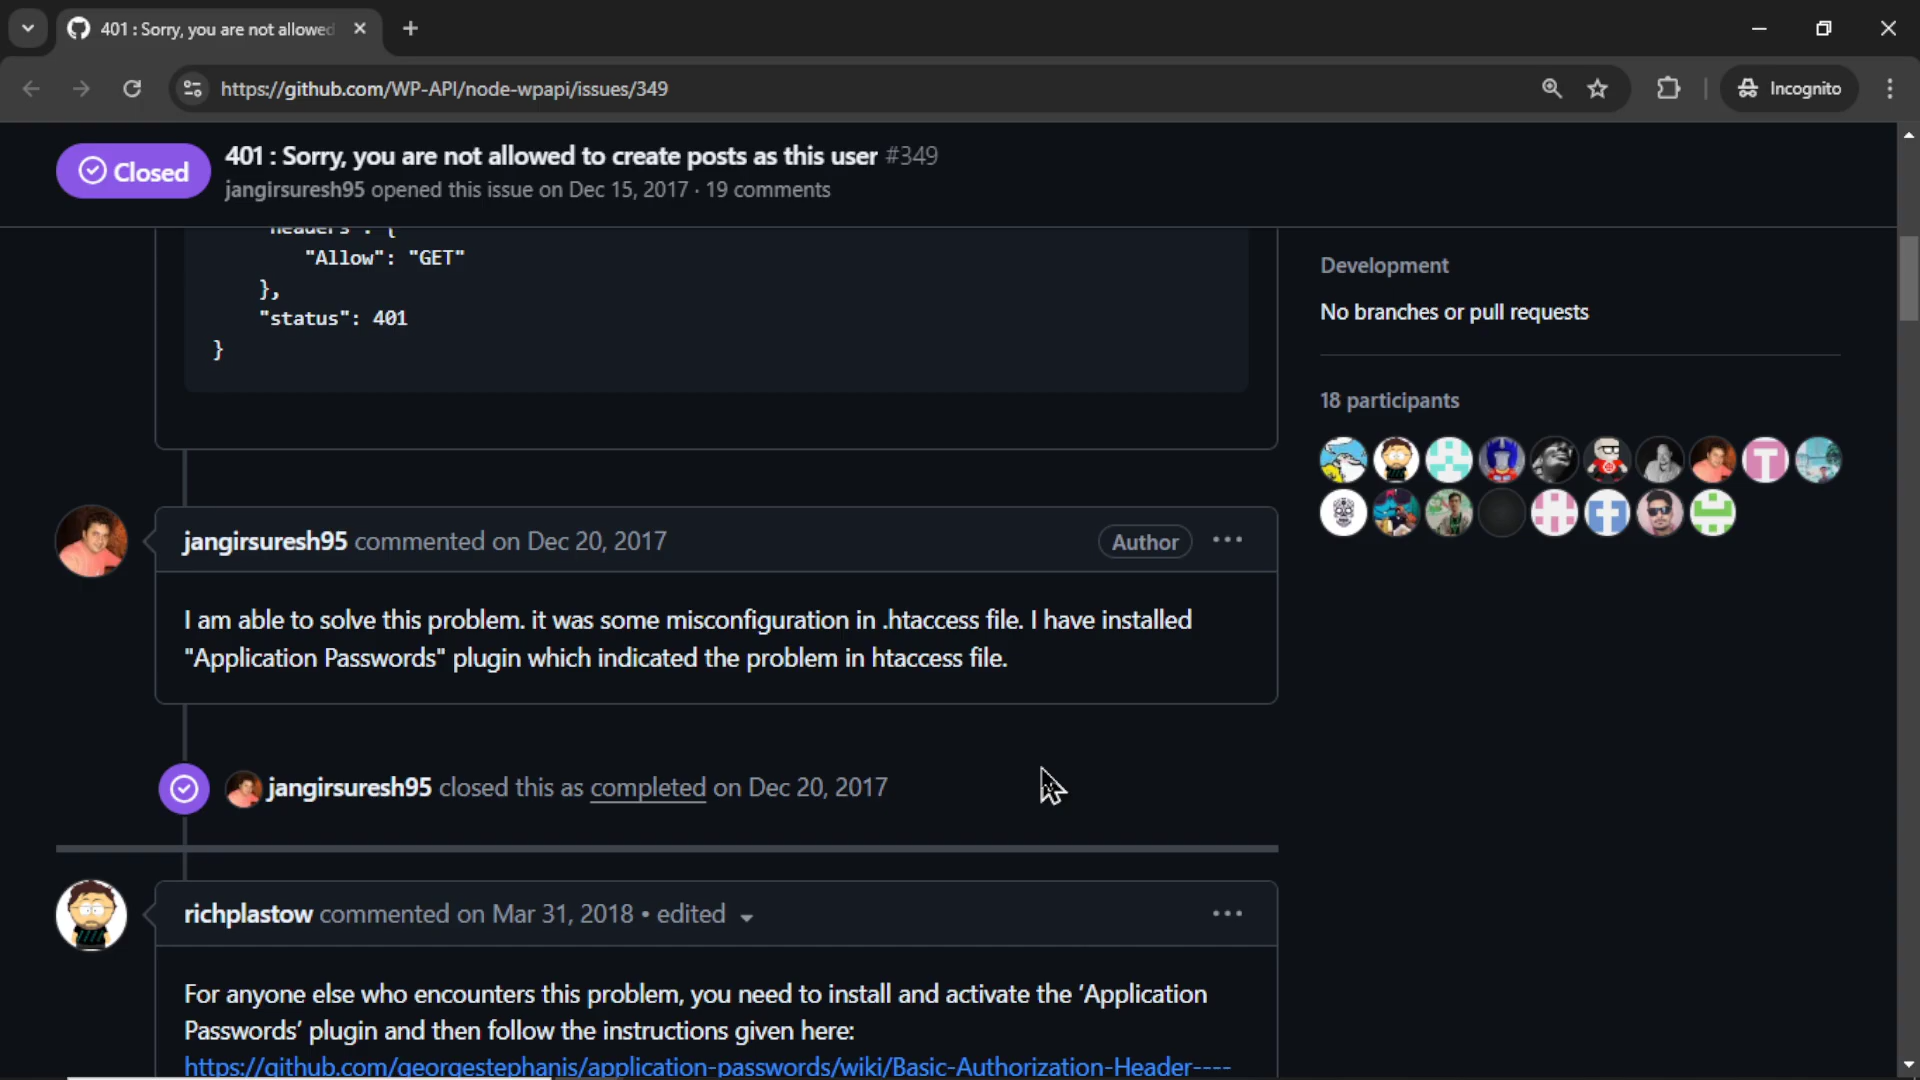 401 : Sorry, you are not allowed
https://github.com/WP-API/node-wpapi/issues/349
Incognito
Closed
401 : Sorry, you are not allowed to create posts as this user #349
jangirsuresh95 opened this issue on Dec 15, 2017 · 19 comments
"headers": {
"Allow": "GET"
},
"status": 401
}
Development
No branches or pull requests
18 participants
jangirsuresh95 commented on Dec 20, 2017
Author
I am able to solve this problem. it was some misconfiguration in .htaccess file. I have installed
"Application Passwords" plugin which indicated the problem in htaccess file.
jangirsuresh95 closed this as completed on Dec 20, 2017
richplastow commented on Mar 31, 2018 • edited
For anyone else who encounters this problem, you need to install and activate the ‘Application
Passwords’ plugin and then follow the instructions given here:
https://github.com/georgestephanis/application-passwords/wiki/Basic-Authorization-Header----